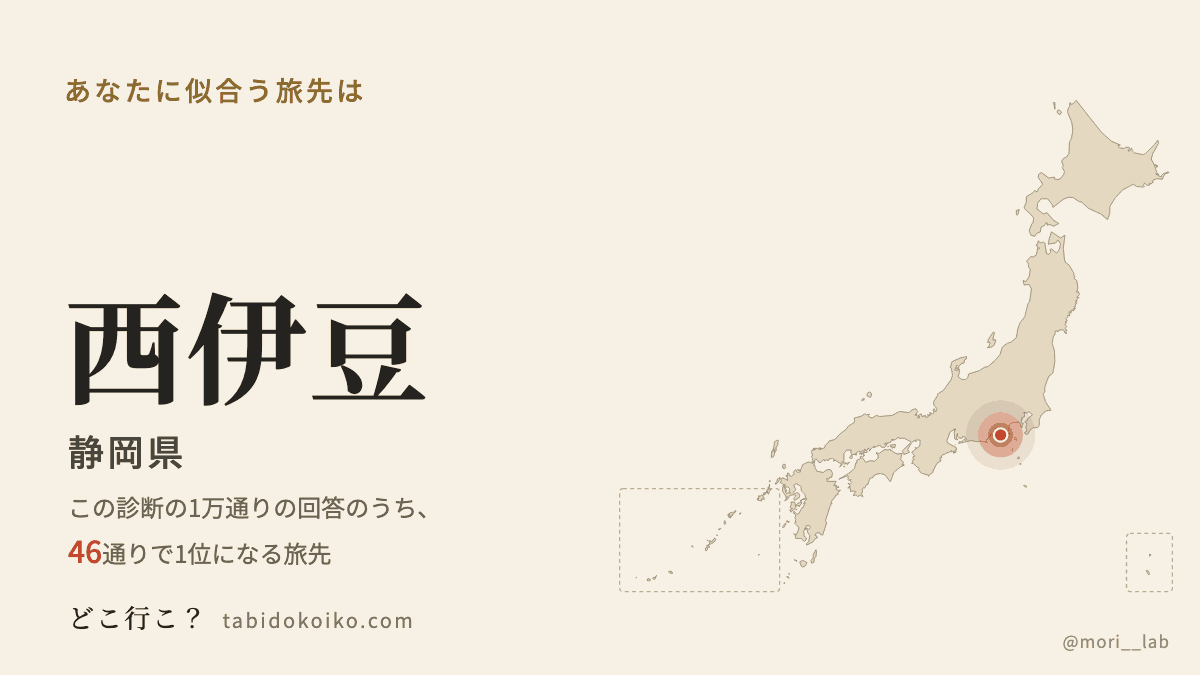 あなたに似合う旅先は
西伊豆
静岡県
この診断の1万通りの回答のうち、
46通りで1位になる旅先
どこ行こ？ tabidokoiko.com
@mori__lab